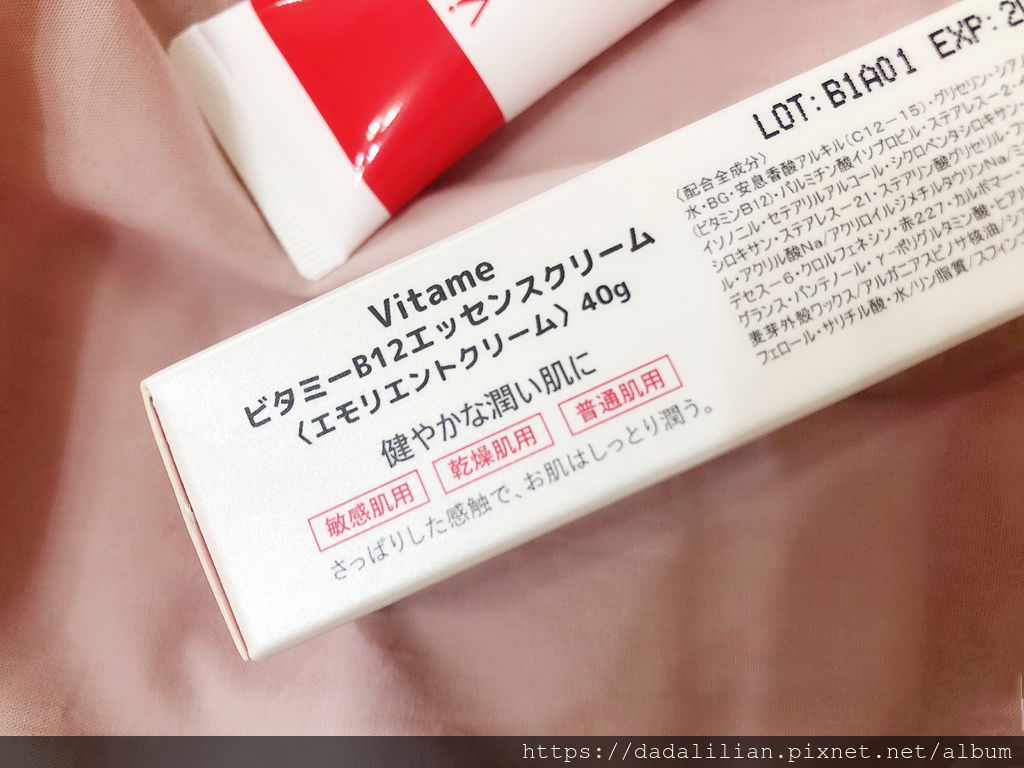 Vitame
ビタミーB12エッセンスクリーム
〈エモリエントクリーム〉40g
健やかな潤い肌に
敏感肌用 乾燥肌用 普通肌用
さっぱりした感触で、お肌はしっとり潤う。
LOT:B1A01 EXP:2
〈配合全成分〉
水・BG・安息香酸アルキル(C12-15)・グリセリン・シア
(ビタミンB12)・パルミチン酸イソプロピル・ステアレス-2・
イソノニル・セテアリルアルコール・シクロペンタシロキサン・
シロキサン・ステアレス-21・ステアリン酸グリセリル・フ
ル・アクリル酸Na/アクリロイルジメチルタウリンNa/ミ
デセス-6・クロルフェネシン・赤227・カルボマー・
グランス・パンテノール・γ-ポリグルタミン酸・ヒアル
麦芽外殻ワックス/アルガニアスピノサ核油/シ
フェロール・サリチル酸・水/リン脂質/スフィンゴ
https://dadalilian.pixnet.net/album